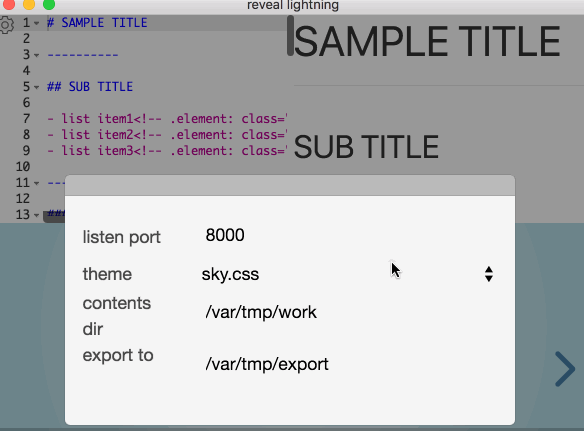 reveal lightning
1 # SAMPLE TITLE
2
3 ----------
4
5 ## SUB TITLE
6
7 - list item1<!-- .element: class='
8 - list item2<!-- .element: class='
9 - list item3<!-- .element: class='
10
11 --
12
13 ##
SAMPLE TITLE
SUB TITLE
listen port 8000
theme sky.css
contents
dir /var/tmp/work
export to /var/tmp/export